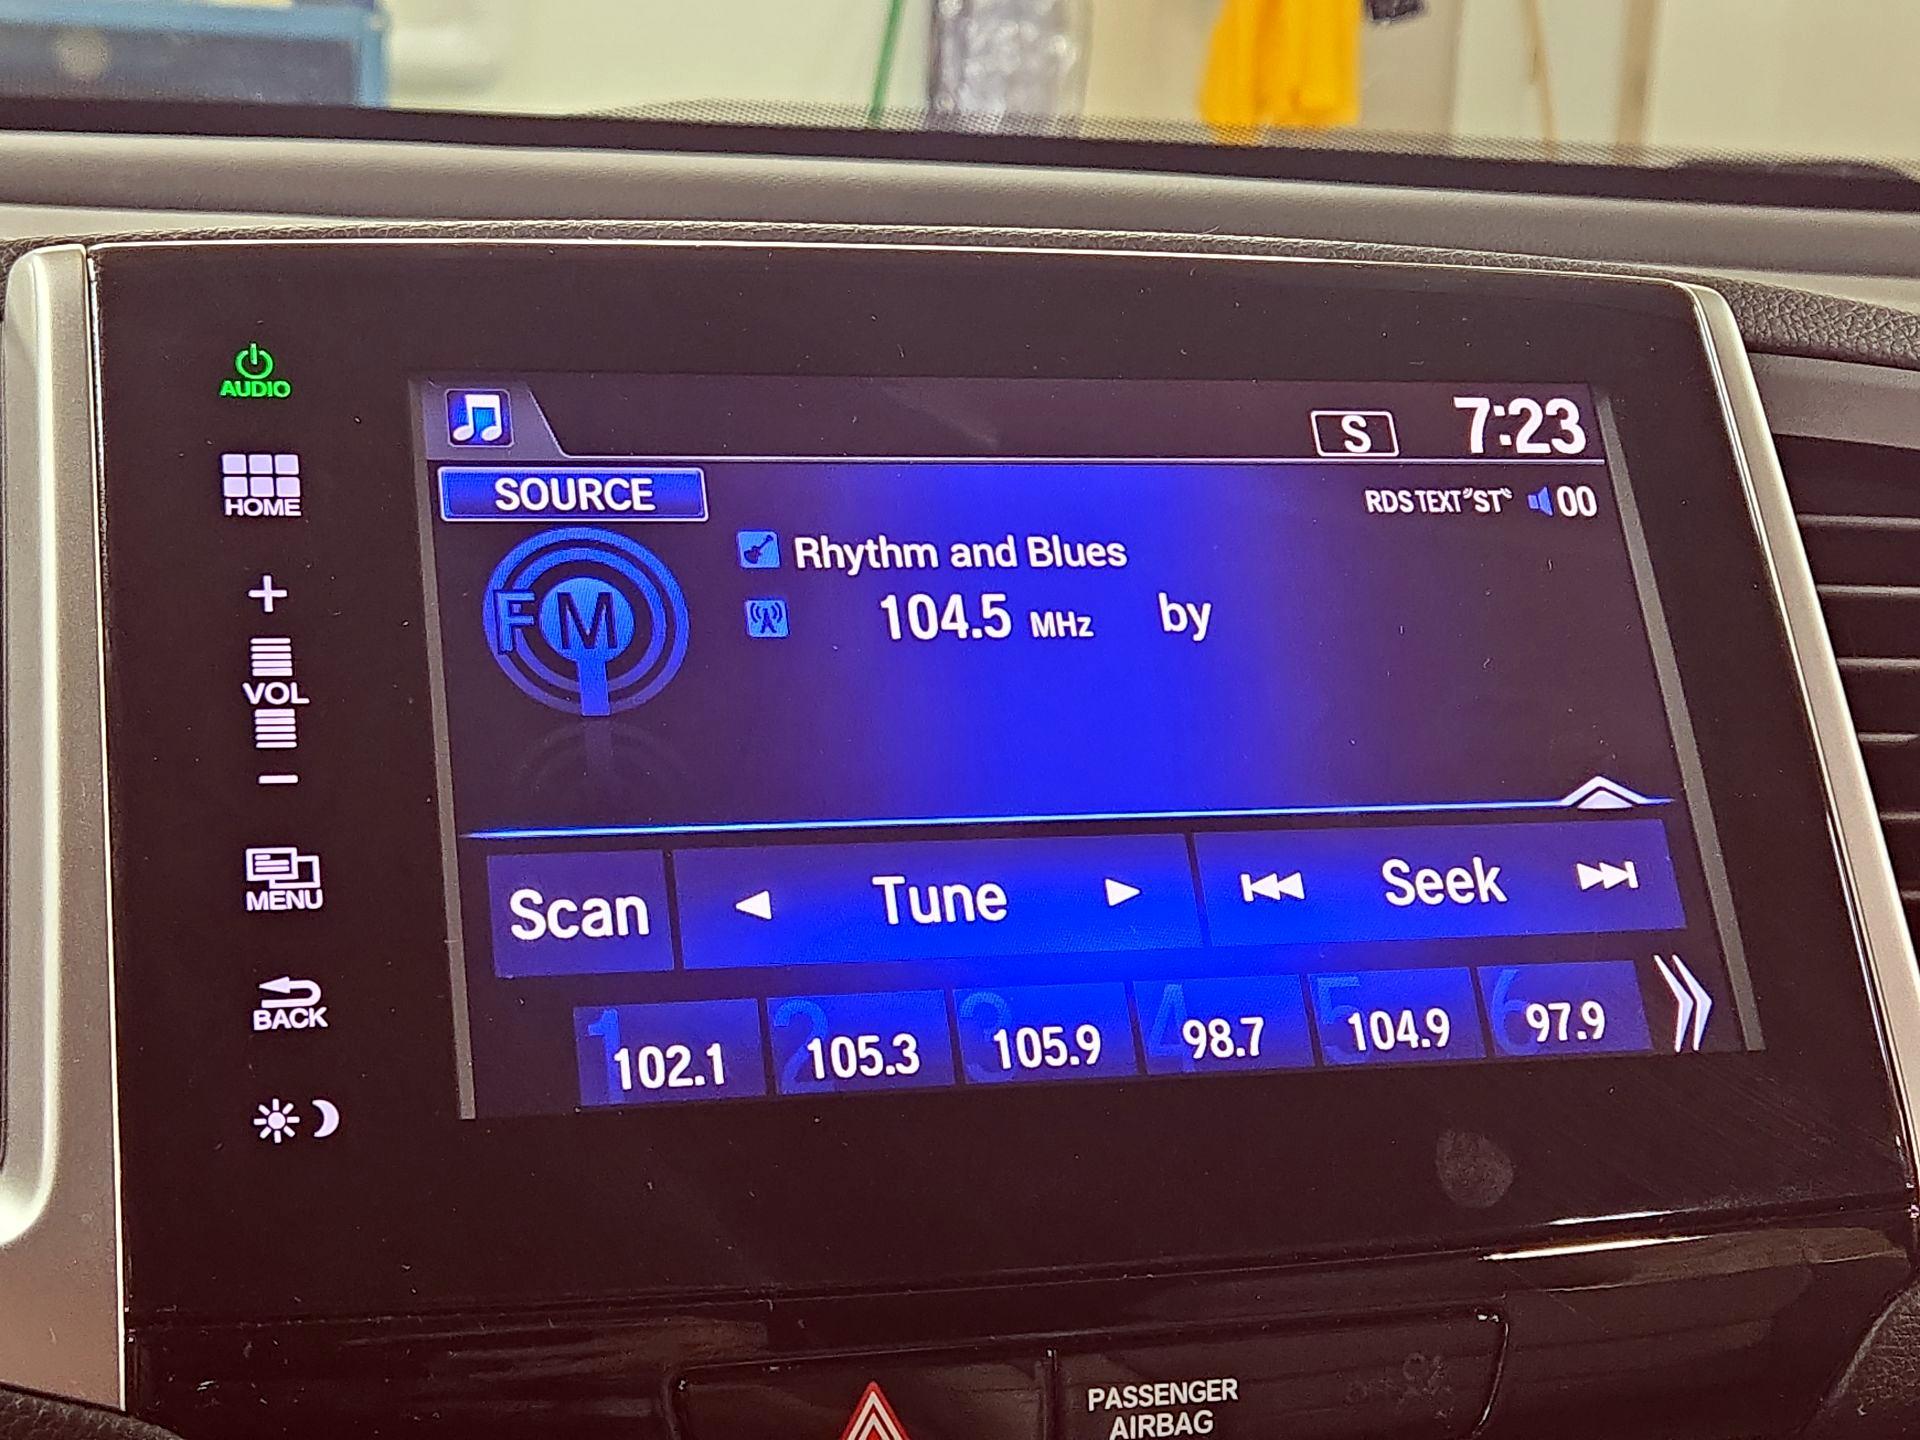 AUDIO
HOME
+
VOL
−
MENU
BACK
S
7:23
SOURCE
RDS TEXT "ST" 00
FM
Rhythm and Blues
104.5 MHz by
Scan
Tune
Seek
1 102.1
2 105.3
3 105.9
4 98.7
5 104.9
6 97.9
PASSENGER
AIRBAG